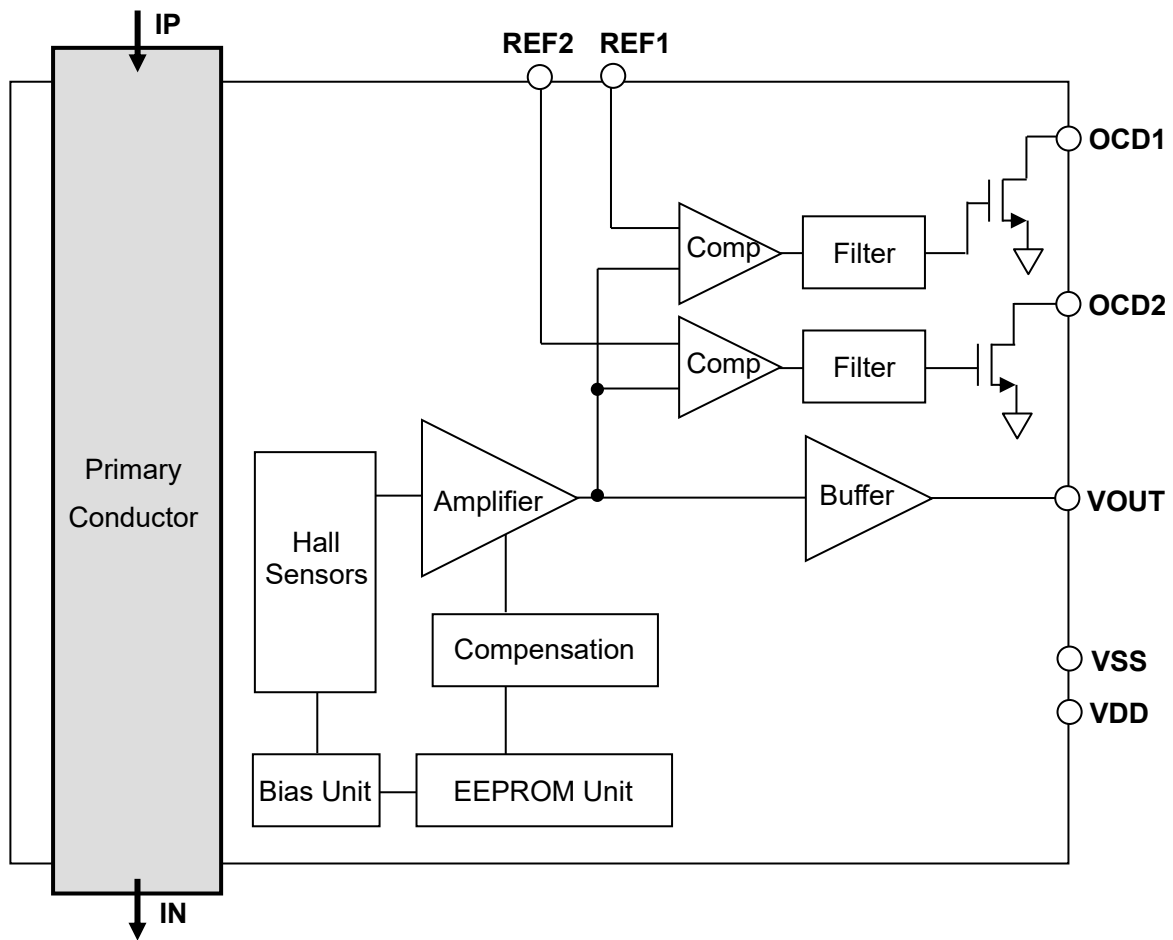 IP
REF2
REF1
OCD1
Comp
Filter
OCD2
Comp
Filter
Primary
Conductor
Hall
Sensors
Amplifier
Buffer
VOUT
Compensation
VSS
VDD
Bias Unit
EEPROM Unit
IN